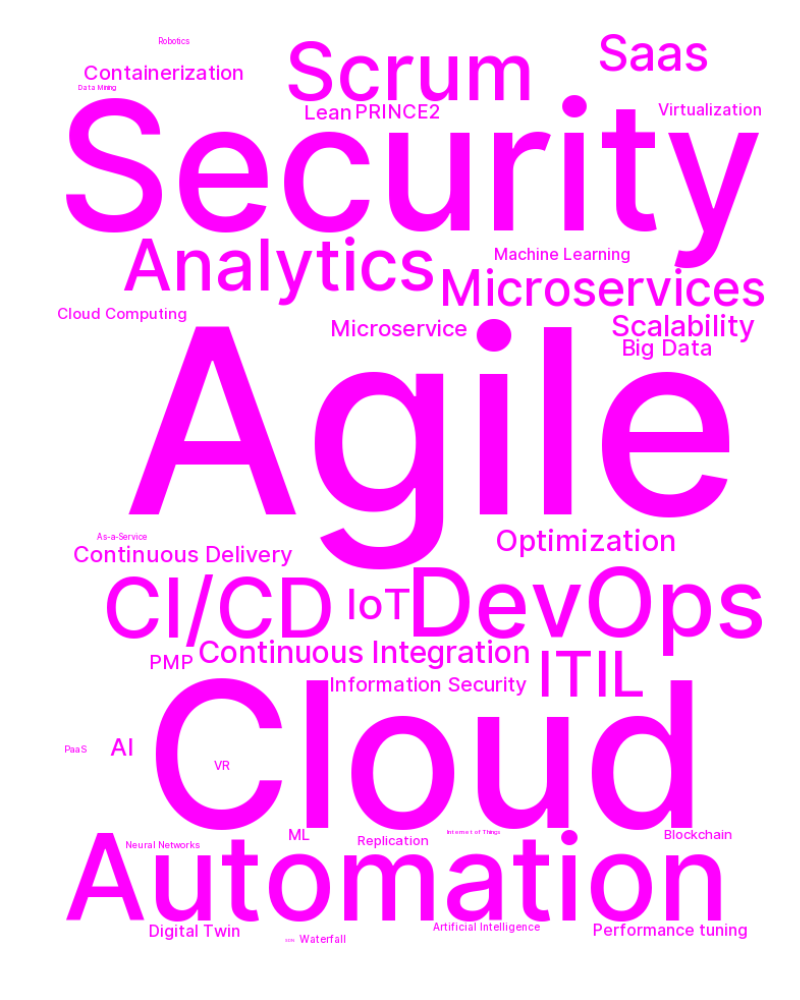 Robotics
Scrum
Saas
Containerization
Data Mining
Lean
PRINCE2
Virtualization
Security
Analytics
Machine Learning
Microservices
Cloud Computing
Microservice
Scalability
Big Data
Agile
As-a-Service
Optimization
Continuous Delivery
CI/CD
IoT
DevOps
Continuous Integration
PMP
ITIL
Information Security
Cloud
PaaS
AI
VR
ML
Replication
Internet of Things
Blockchain
Neural Networks
Automation
Digital Twin
Waterfall
Artificial Intelligence
Performance tuning